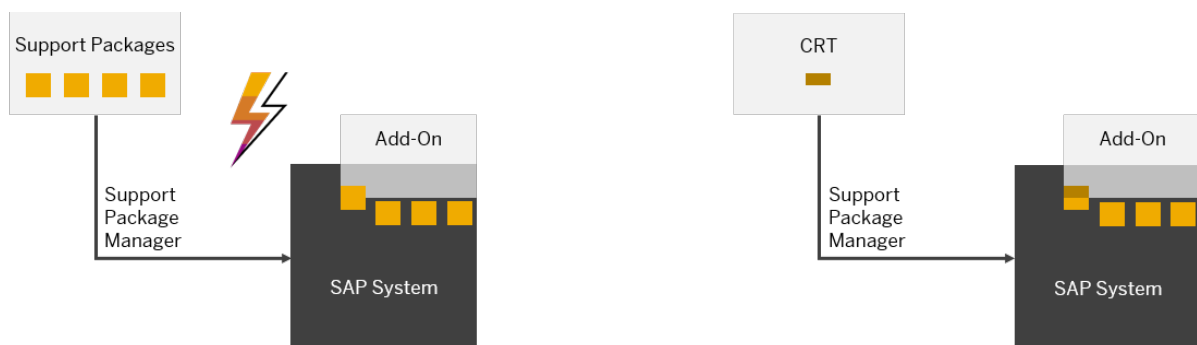 Support Packages
Add-On
Support
Package
Manager
SAP System
CRT
Add-On
Support
Package
Manager
SAP System